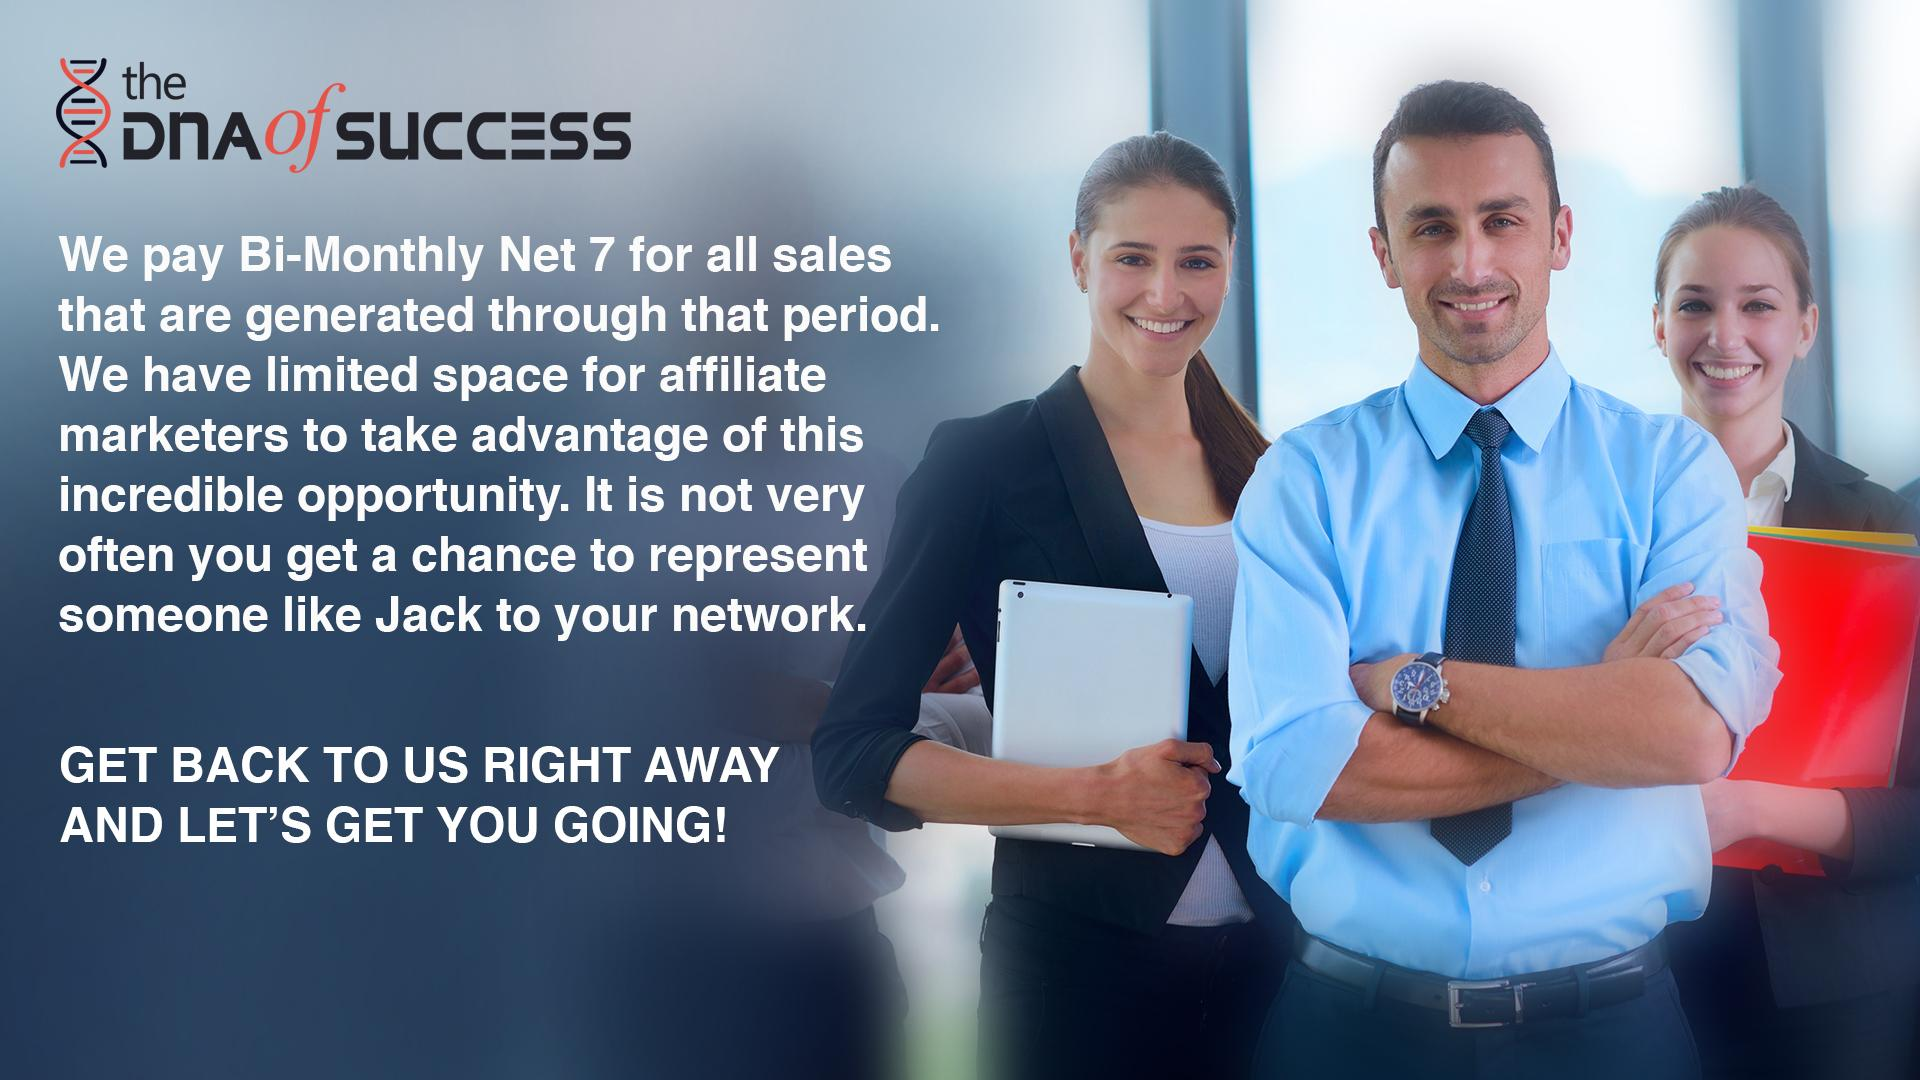 the
DNA of SUCCESS
We pay Bi-Monthly Net 7 for all sales
that are generated through that period.
We have limited space for affiliate
marketers to take advantage of this
incredible opportunity. It is not very
often you get a chance to represent
someone like Jack to your network.
GET BACK TO US RIGHT AWAY
AND LET’S GET YOU GOING!